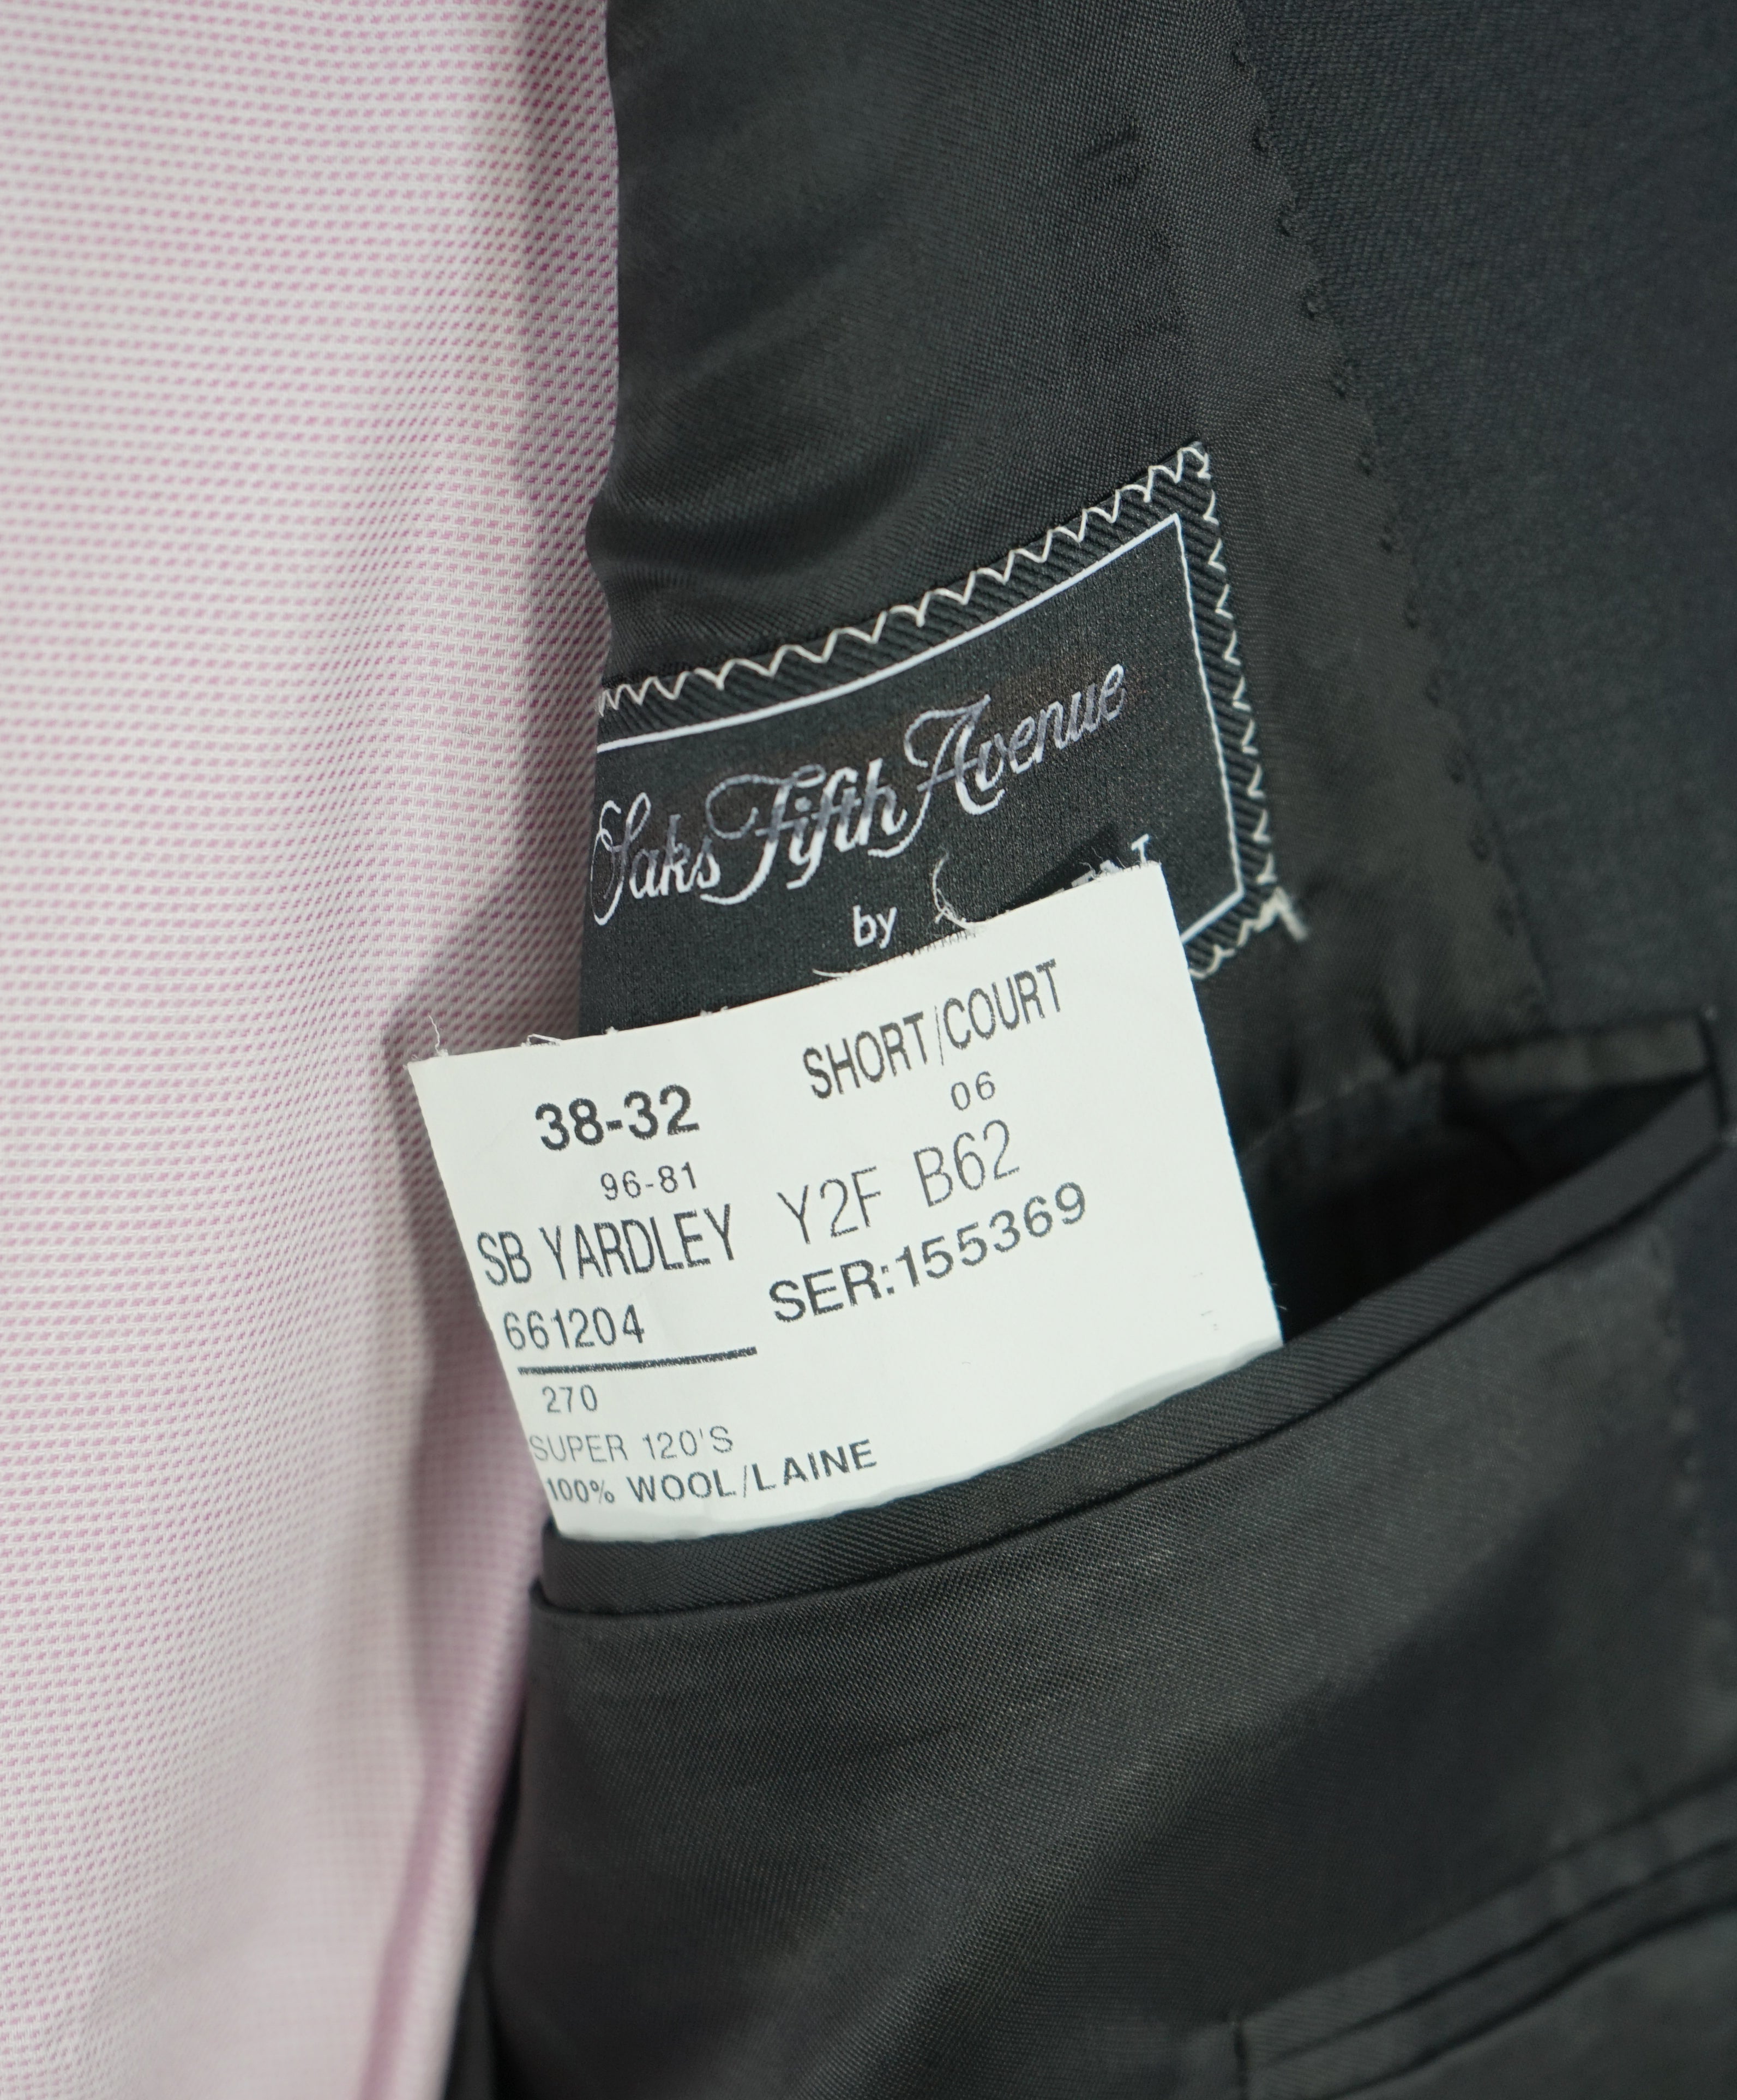 Saks Fifth Avenue
by
38-32 SHORT/COURT
96-81 06
SB YARDLEY Y2F B62
661204 SER:155369
270
SUPER 120'S
100% WOOL/LAINE